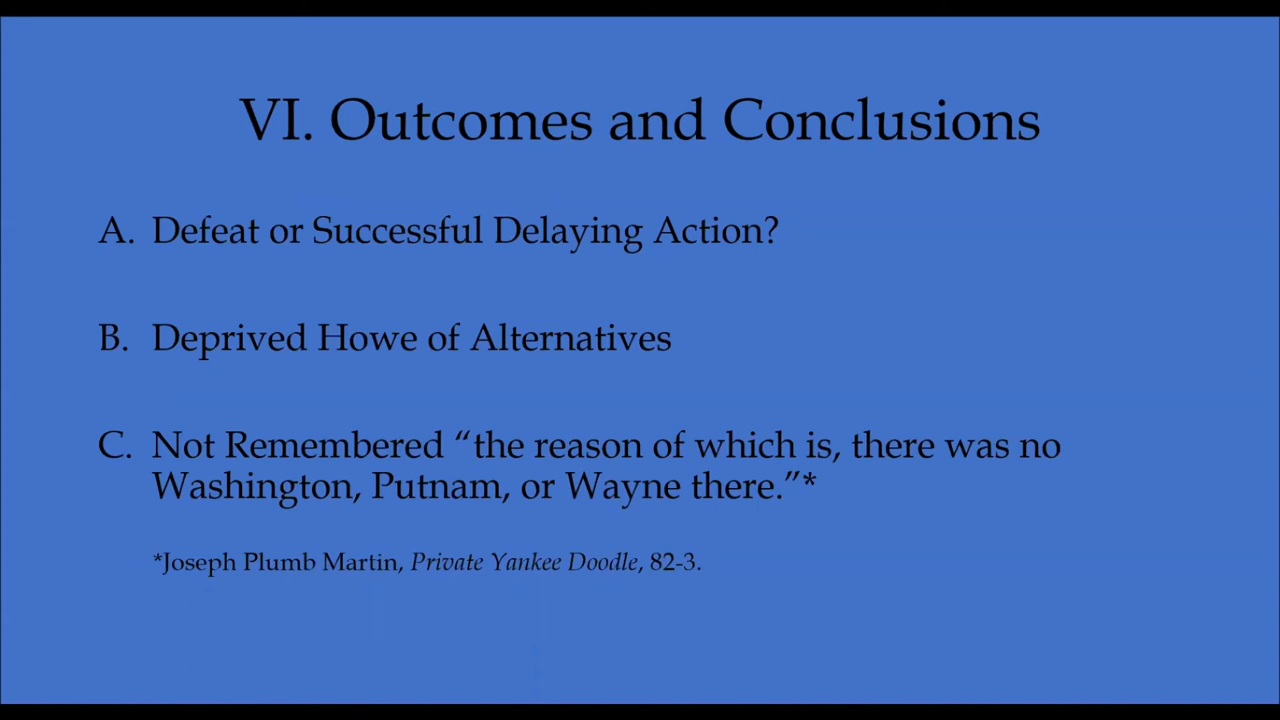 VI. Outcomes and Conclusions
A. Defeat or Successful Delaying Action?
B. Deprived Howe of Alternatives
C. Not Remembered “the reason of which is, there was no
Washington, Putnam, or Wayne there.”*
*Joseph Plumb Martin, Private Yankee Doodle, 82-3.